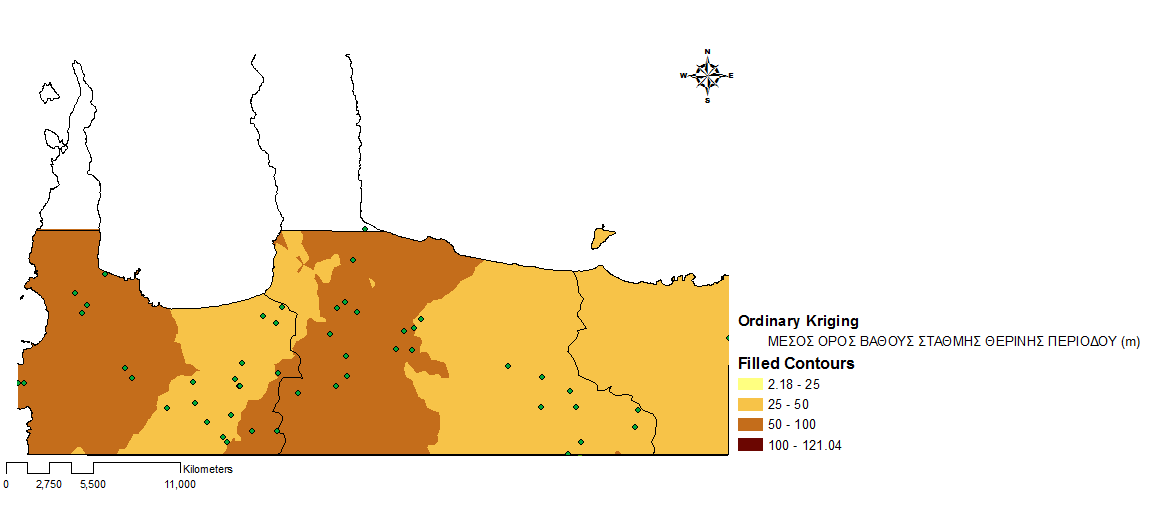 N
W E
S
Ordinary Kriging
ΜΕΣΟΣ ΟΡΟΣ ΒΑΘΟΥΣ ΣΤΑΘΜΗΣ ΘΕΡΙΝΗΣ ΠΕΡΙΟΔΟΥ (m)
Filled Contours
2.18 - 25
25 - 50
50 - 100
100 - 121.04
Kilometers
0 2,750 5,500 11,000